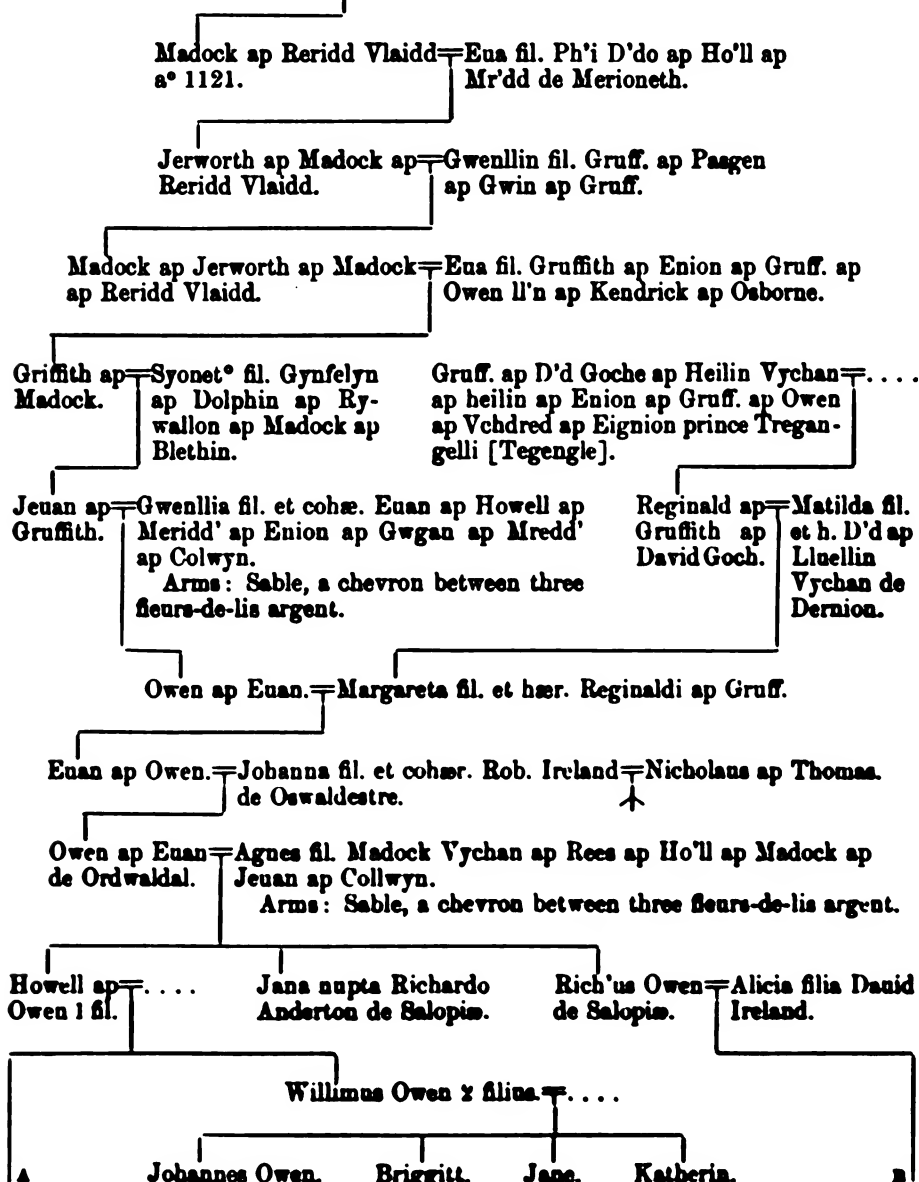 Madock ap Reridd Vlaidd=Eua fil. Ph'i D'do ap Ho'll ap
a° 1121. Mr'dd de Merioneth.
Jerworth ap Madock ap=Gwenllin fil. Gruff. ap Pasgen
Reridd Vlaidd. ap Gwin ap Gruff.
Madock ap Jerworth ap Madock=Eua fil. Gruffith ap Enion ap Gruff. ap
ap Reridd Vlaidd. Owen ll'n ap Kendrick ap Osborne.
Griffith ap=Syonet° fil. Gynfelyn
Madock. ap Dolphin ap Ry-
wallon ap Madock ap
Blethin.
Gruff. ap D'd Goche ap Heilin Vychan=....
ap heilin ap Enion ap Gruff. ap Owen
ap Vchdred ap Eignion prince Tregan-
gelli [Tegengle].
Jeuan ap=Gwenllia fil. et cohæ. Euan ap Howell ap
Gruffith. Meridd' ap Enion ap Gwgan ap Mredd'
ap Colwyn.
Arms: Sable, a chevron between three
fleurs-de-lis argent.
Reginald ap=Matilda fil.
Gruffith ap et h. D'd ap
David Goch. Lluellin
Vychan de
Dernion.
Owen ap Euan.=Margareta fil. et hær. Reginaldi ap Gruff.
Euan ap Owen.=Johanna fil. et cohær. Rob. Ireland=Nicholaus ap Thomas.
de Oswaldestre.
Owen ap Euan=Agnes fil. Madock Vychan ap Rees ap Ho'll ap Madock ap
de Ordwaldal. Jeuan ap Collwyn.
Arms: Sable, a chevron between three fleurs-de-lis argent.
Howell ap=....
Owen 1 fil.
Jana nupta Richardo
Anderton de Salopiæ.
Rich'us Owen=Alicia filia Dauid
de Salopiæ. Ireland.
Willimus Owen 2 filius.=....
A Johannes Owen. Briggitt. Jane. Katherin. B